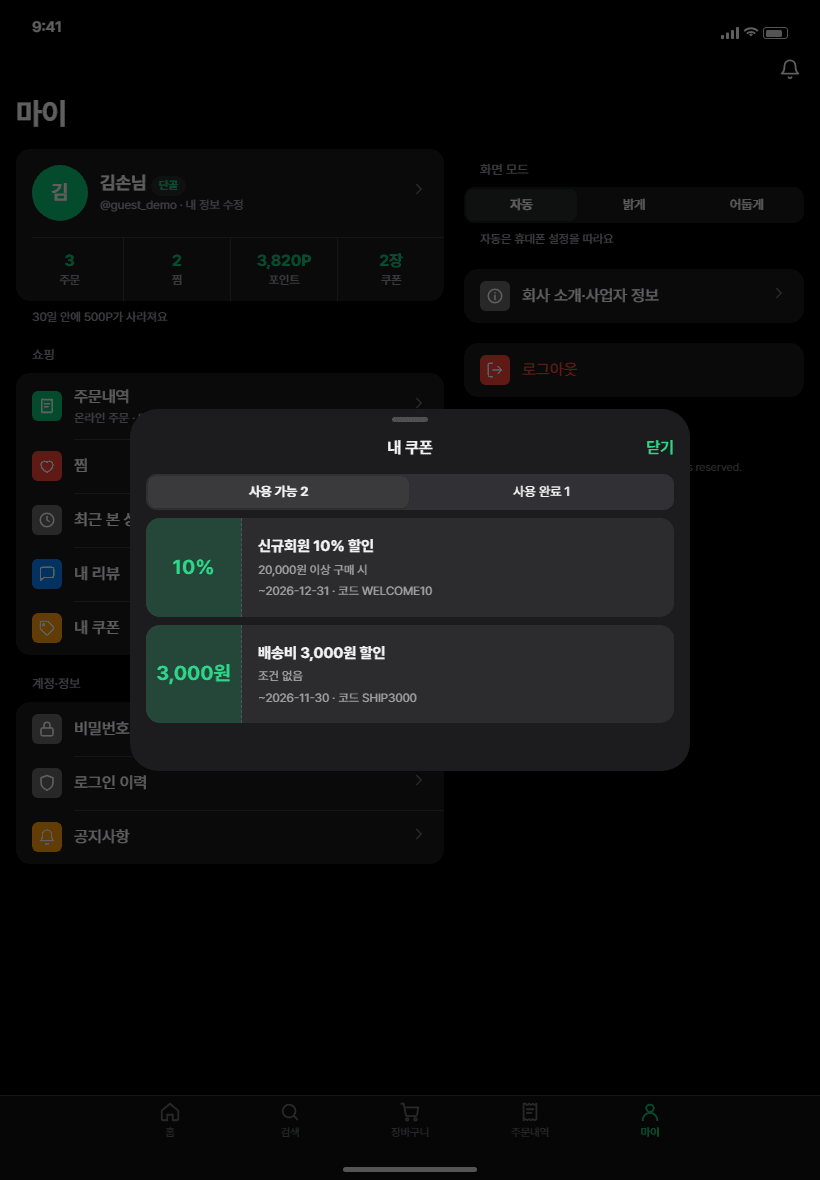 9:41
마이
김
김손님 단골
@guest_demo · 내 정보 수정
3
주문
2
찜
3,820P
포인트
2장
쿠폰
30일 안에 500P가 사라져요
쇼핑
주문내역
온라인 주문 ·
찜
최근 본
내 리뷰
내 쿠폰
계정·정보
비밀번호
로그인 이력
공지사항
화면 모드
자동
밝게
어둡게
자동은 휴대폰 설정을 따라요
회사 소개·사업자 정보
로그아웃
reserved.
내 쿠폰
닫기
사용 가능 2
사용 완료 1
10%
신규회원 10% 할인
20,000원 이상 구매 시
~2026-12-31 · 코드 WELCOME10
3,000원
배송비 3,000원 할인
조건 없음
~2026-11-30 · 코드 SHIP3000
홈
검색
장바구니
주문내역
마이